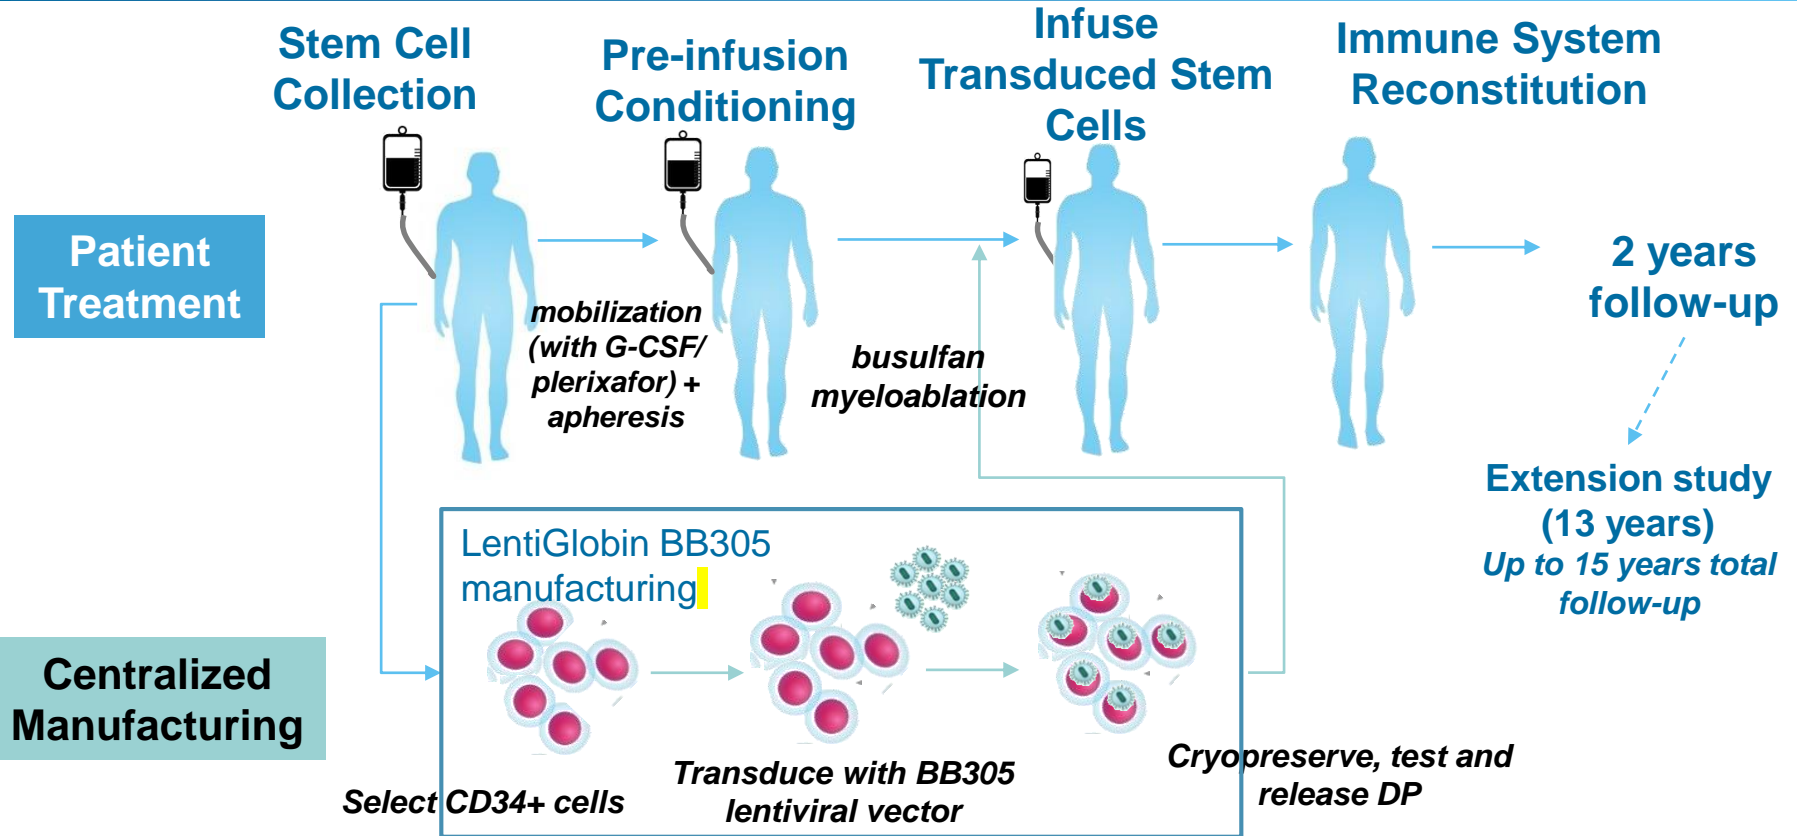 Stem Cell
Collection
Pre-infusion
Conditioning
Infuse
Transduced Stem
Cells
Immune System
Reconstitution
Patient
Treatment
mobilization
(with G-CSF/
plerixafor) +
apheresis
busulfan
myeloablation
2 years
follow-up
Extension study
(13 years)
Up to 15 years total
follow-up
LentiGlobin BB305
manufacturing
Centralized
Manufacturing
Select CD34+ cells
Transduce with BB305
lentiviral vector
Cryopreserve, test and
release DP